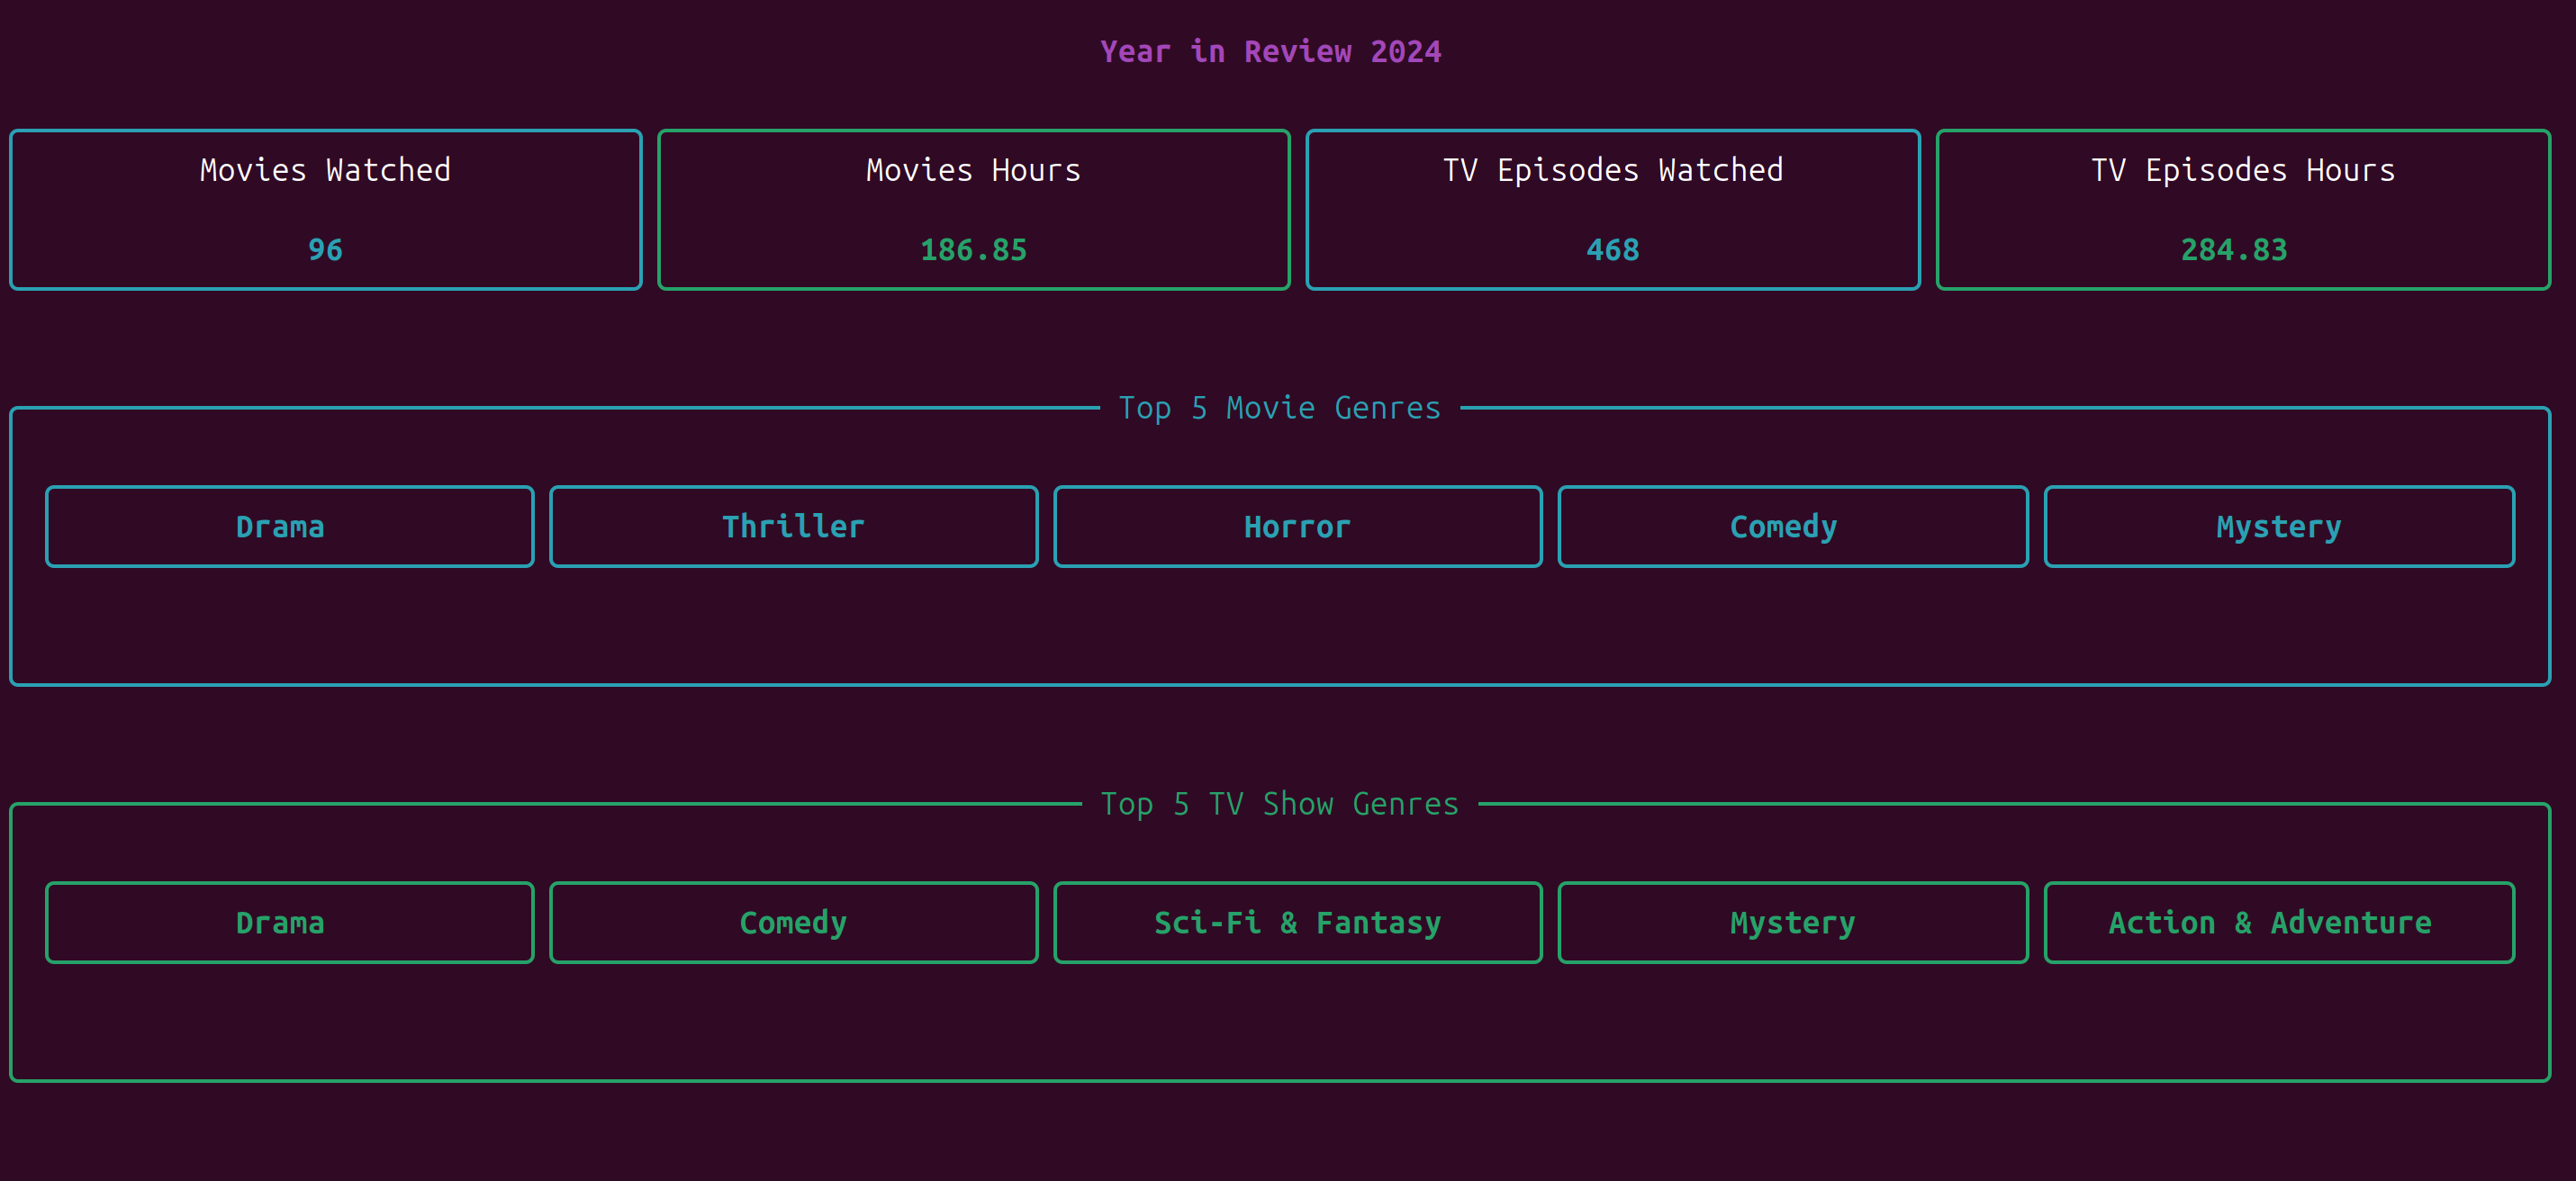 Year in Review 2024
Movies Watched
96
Movies Hours
186.85
TV Episodes Watched
468
TV Episodes Hours
284.83
Top 5 Movie Genres
Drama
Thriller
Horror
Comedy
Mystery
Top 5 TV Show Genres
Drama
Comedy
Sci-Fi & Fantasy
Mystery
Action & Adventure